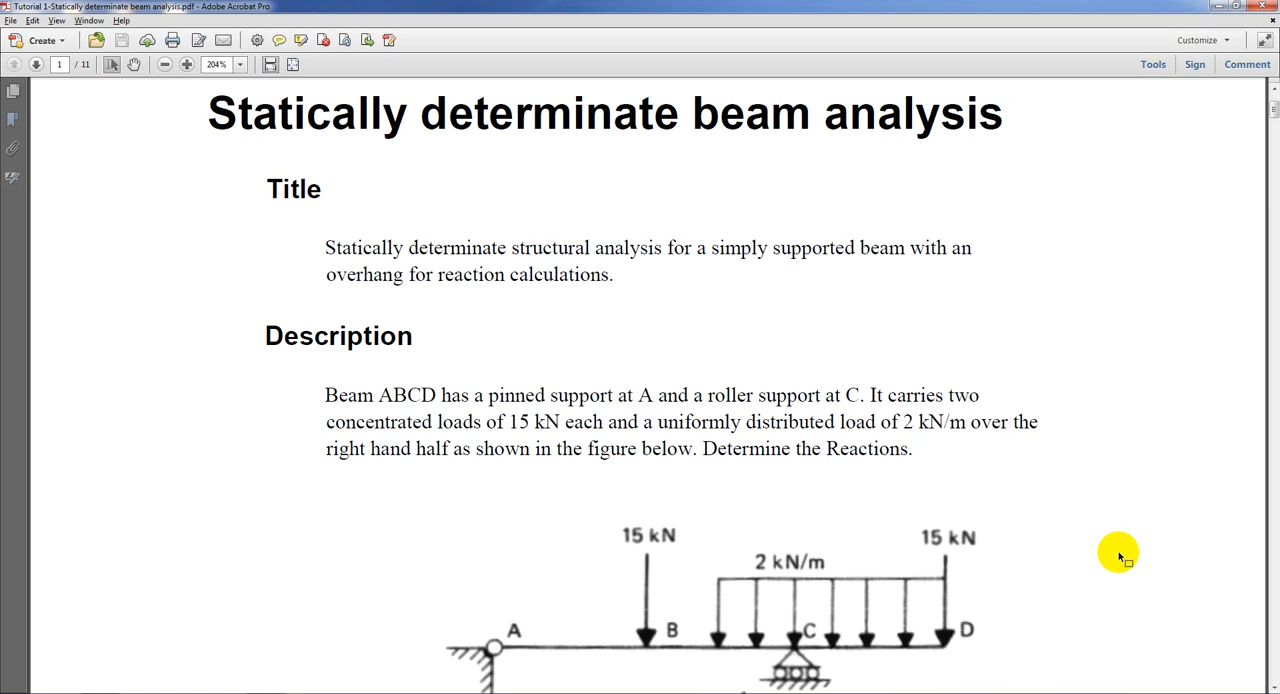 Tutorial 1-Statically determinate beam analysis.pdf - Adobe Acrobat Pro
File Edit View Window Help
Create Customize
1 / 11 204% Tools Sign Comment
Statically determinate beam analysis
Title
Statically determinate structural analysis for a simply supported beam with an
overhang for reaction calculations.
Description
Beam ABCD has a pinned support at A and a roller support at C. It carries two
concentrated loads of 15 kN each and a uniformly distributed load of 2 kN/m over the
right hand half as shown in the figure below. Determine the Reactions.
15 kN 15 kN
2 kN/m
A B C D